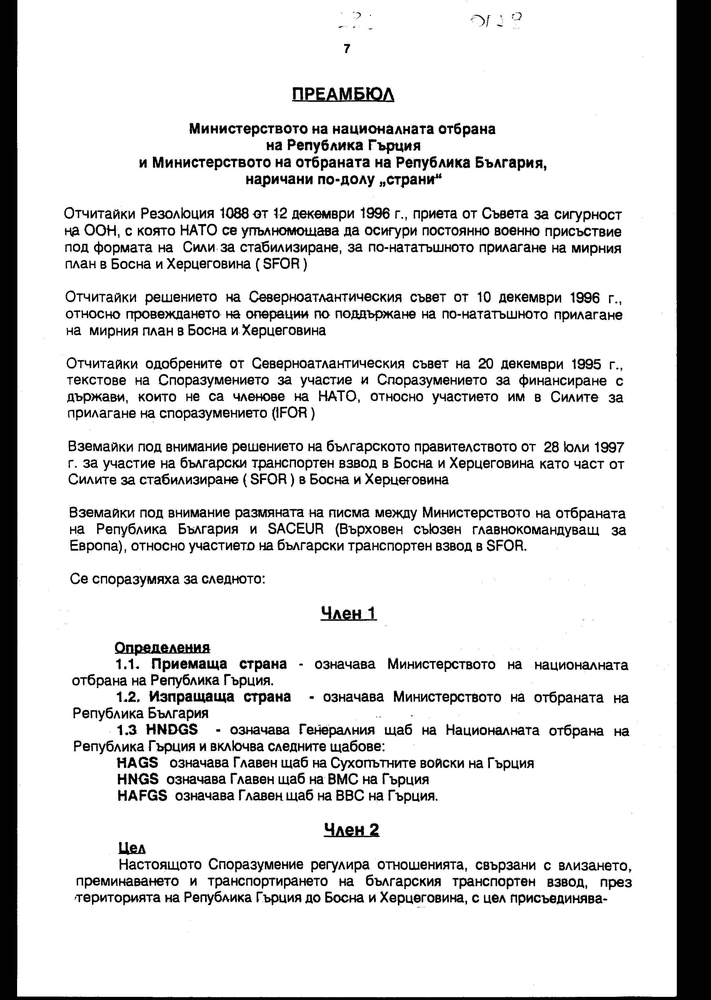 7
ПРЕАМБЮЛ
Министерството на националната отбрана
на Република Гърция
и Министерството на отбраната на Република България,
наричани по-долу „страни“
Отчитайки Резолюция 1088 от 12 декември 1996 г., приета от Съвета за сигурност
на ООН, с която НАТО се упълномощава да осигури постоянно военно присъствие
под формата на Сили за стабилизиране, за по-нататъшното прилагане на мирния
план в Босна и Херцеговина ( SFOR )
Отчитайки решението на Северноатлантическия съвет от 10 декември 1996 г.,
относно провеждането на операции по поддържане на по-нататъшното прилагане
на мирния план в Босна и Херцеговина
Отчитайки одобрените от Северноатлантическия съвет на 20 декември 1995 г.,
текстове на Споразумението за участие и Споразумението за финансиране с
държави, които не са членове на НАТО, относно участието им в Силите за
прилагане на споразумението (IFOR )
Вземайки под внимание решението на българското правителството от 28 юли 1997
г. за участие на български транспортен взвод в Босна и Херцеговина като част от
Силите за стабилизиране ( SFOR ) в Босна и Херцеговина
Вземайки под внимание размяната на писма между Министерството на отбраната
на Република България и SACEUR (Върховен съюзен главнокомандуващ за
Европа), относно участието на български транспортен взвод в SFOR.
Се споразумяха за следното:
Член 1
Определения
1.1. Приемаща страна - означава Министерството на националната
отбрана на Република Гърция.
1.2. Изпращаща страна - означава Министерството на отбраната на
Република България
1.3 HNDGS - означава Генералния щаб на Националната отбрана на
Република Гърция и включва следните щабове:
HAGS означава Главен щаб на Сухопътните войски на Гърция
HNGS означава Главен щаб на ВМС на Гърция
HAFGS означава Главен щаб на ВВС на Гърция.
Член 2
Цел
Настоящото Споразумение регулира отношенията, свързани с влизането,
преминаването и транспортирането на българския транспортен взвод, през
територията на Република Гърция до Босна и Херцеговина, с цел присъединява-